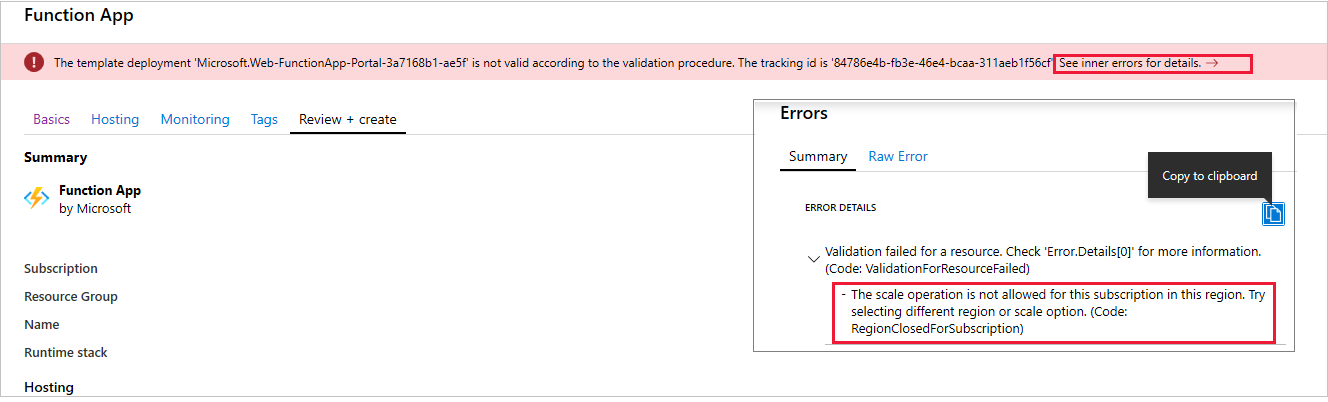 Function App
The template deployment 'Microsoft.Web-FunctionApp-Portal-3a7168b1-ae5f' is not valid according to the validation procedure. The tracking id is '84786e4b-fb3e-46e4-bcaa-311aeb1f56cf'. See inner errors for details. →
Basics Hosting Monitoring Tags Review + create
Summary
Function App
by Microsoft
Subscription
Resource Group
Name
Runtime stack
Hosting
Errors
Summary Raw Error
Copy to clipboard
ERROR DETAILS
Validation failed for a resource. Check 'Error.Details[0]' for more information.
(Code: ValidationForResourceFailed)
- The scale operation is not allowed for this subscription in this region. Try
selecting different region or scale option. (Code:
RegionClosedForSubscription)